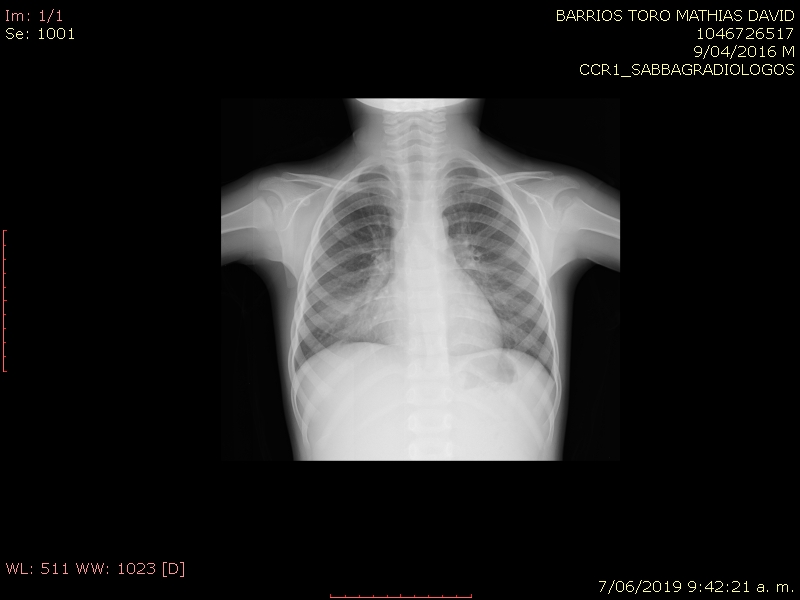 Im: 1/1
Se: 1001
BARRIOS TORO MATHIAS DAVID
1046726517
9/04/2016 M
CCR1_SABBAGRADIOLOGOS
WL: 511 WW: 1023 [D]
7/06/2019 9:42:21 a. m.